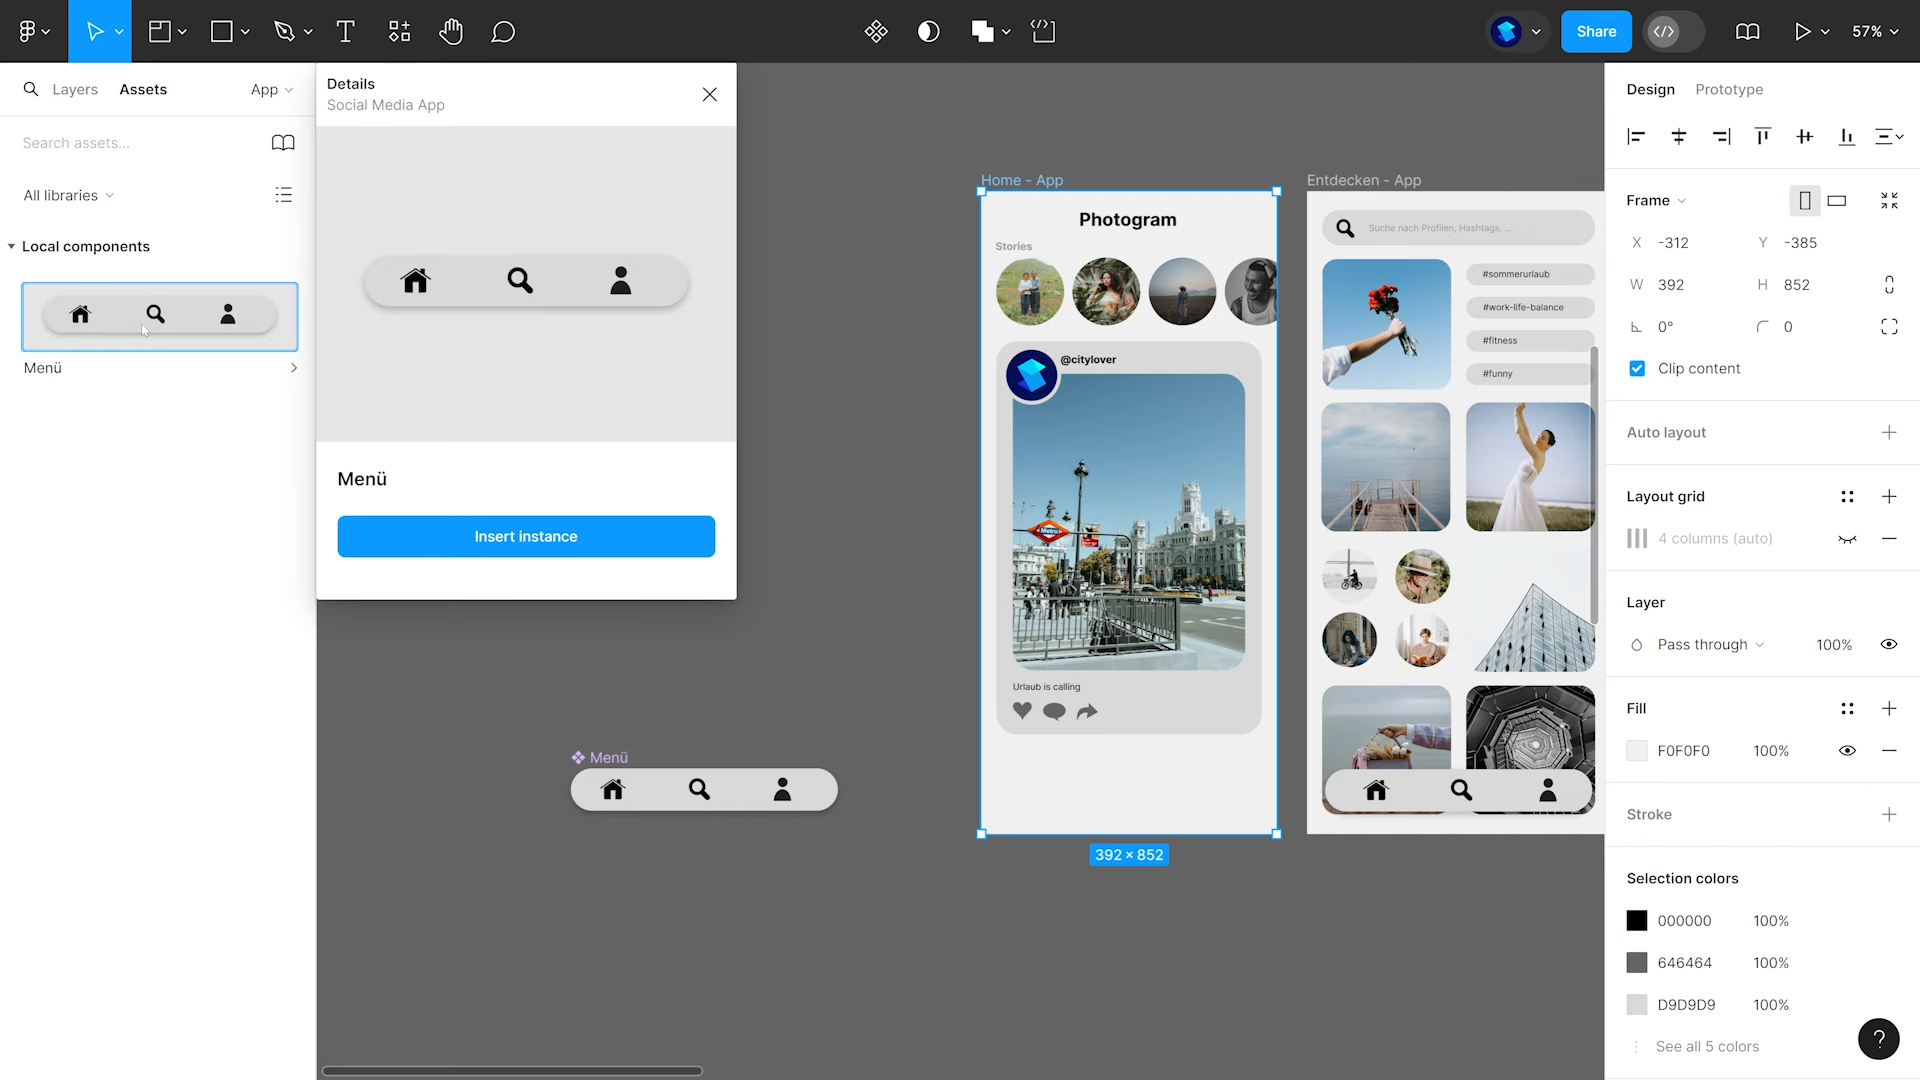 Share
57%
Layers
Assets
App
Search assets...
All libraries
Local components
Menü
Details
Social Media App
Menü
Insert instance
Menü
Home - App
Photogram
Stories
@citylover
Metro
Urlaub is calling
392 × 852
Entdecken - App
Suche nach Profilen, Hashtags, ...
#sommerurlaub
#work-life-balance
#fitness
#funny
Design
Prototype
Frame
X -312
Y -385
W 392
H 852
0°
0
Clip content
Auto layout
Layout grid
4 columns (auto)
Layer
Pass through
100%
Fill
F0F0F0
100%
Stroke
Selection colors
000000 100%
646464 100%
D9D9D9 100%
See all 5 colors
?